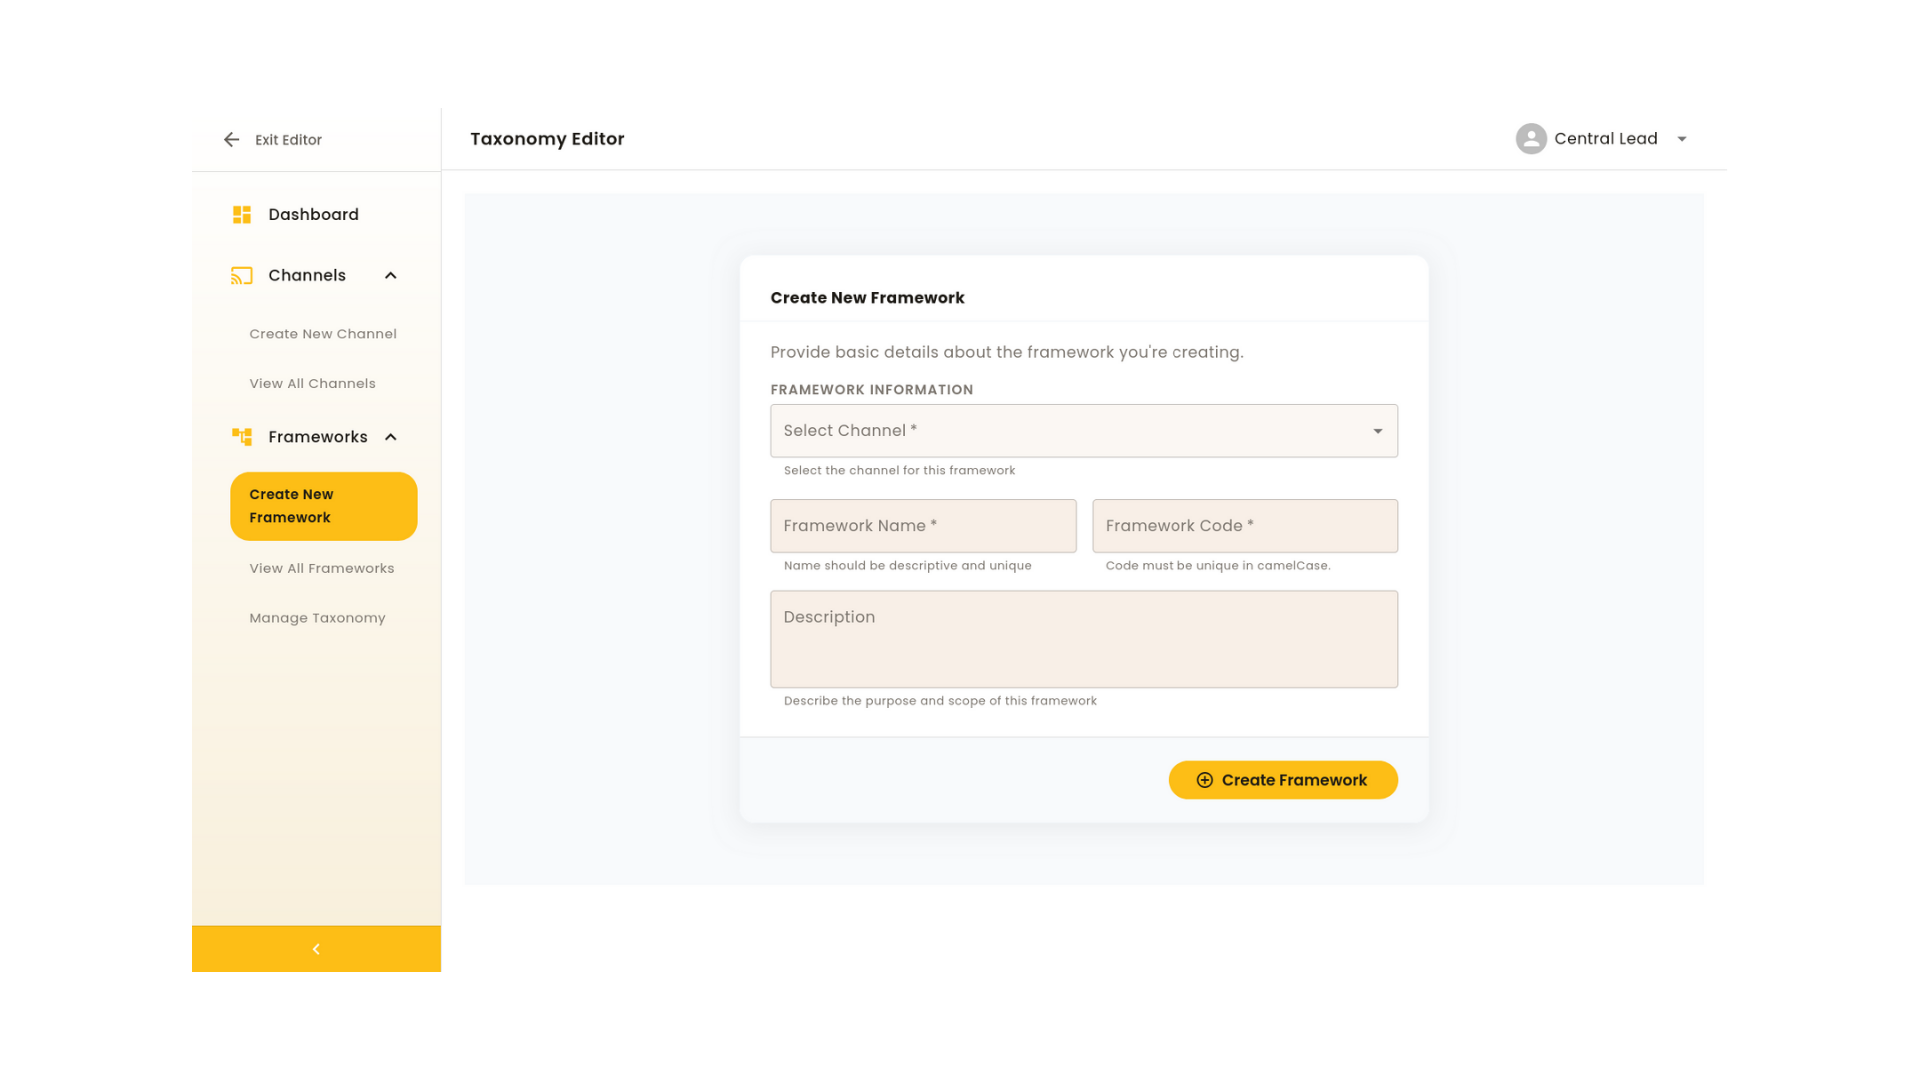 Exit Editor
Taxonomy Editor
Central Lead
Dashboard
Channels
Create New Channel
View All Channels
Frameworks
Create New
Framework
View All Frameworks
Manage Taxonomy
Create New Framework
Provide basic details about the framework you're creating.
FRAMEWORK INFORMATION
Select Channel *
Select the channel for this framework
Framework Name *
Framework Code *
Name should be descriptive and unique
Code must be unique in camelCase.
Description
Describe the purpose and scope of this framework
Create Framework